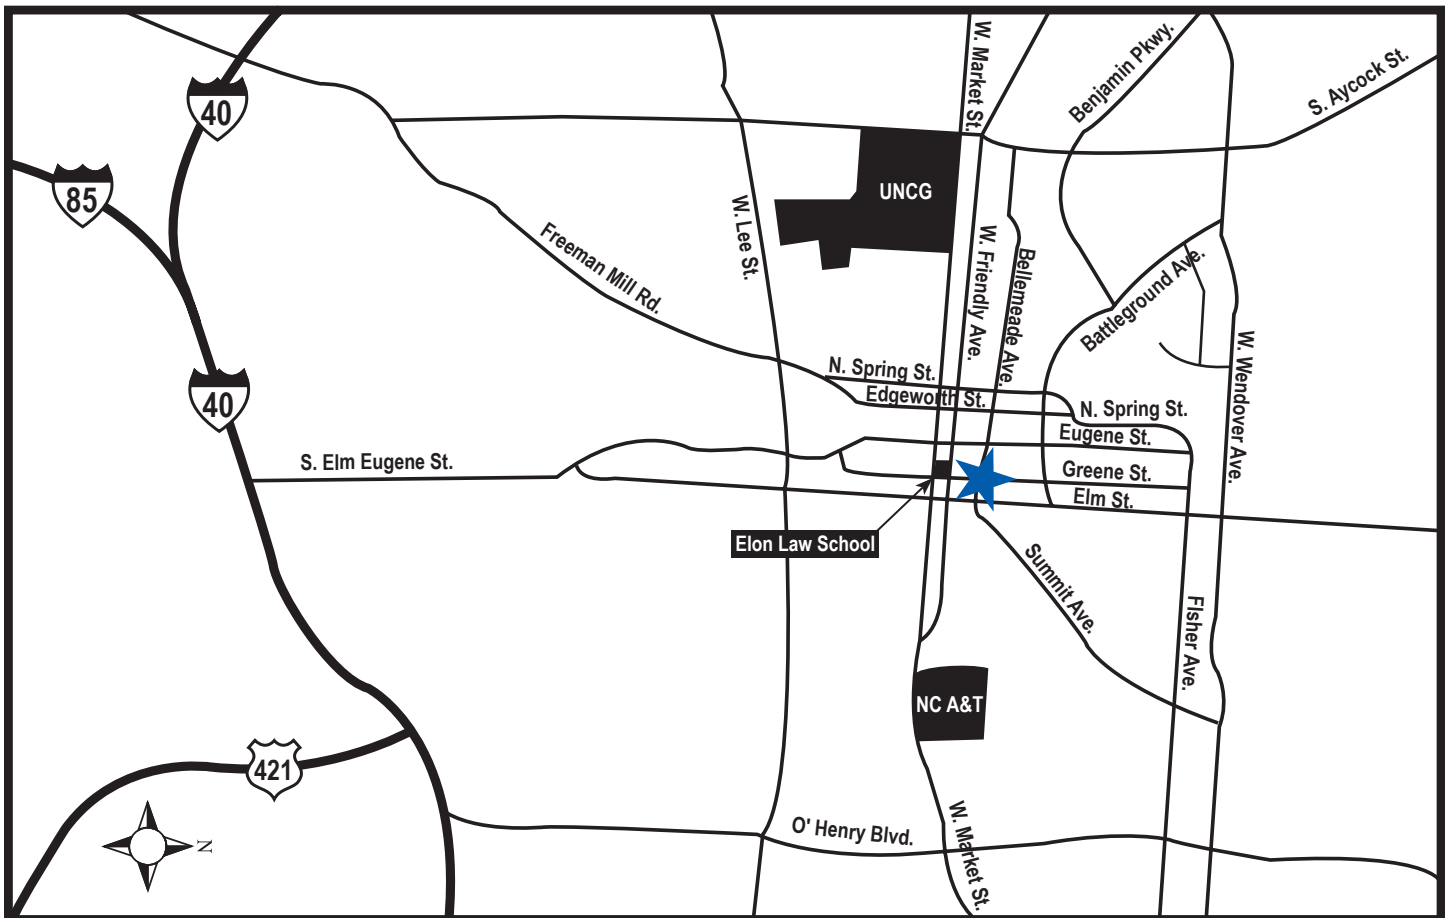 W. Market St.
Benjamin Pkwy.
S. Aycock St.
40
85
UNCG
W. Lee St.
Freeman Mill Rd.
W. Friendly Ave.
Bellemeade Ave.
Battleground Ave.
W. Wendover Ave.
N. Spring St.
Edgeworth St.
N. Spring St.
40
Eugene St.
S. Elm Eugene St.
Greene St.
Elm St.
Elon Law School
Summit Ave.
FIsher Ave.
NC A&T
421
O' Henry Blvd.
W. Market St.
N